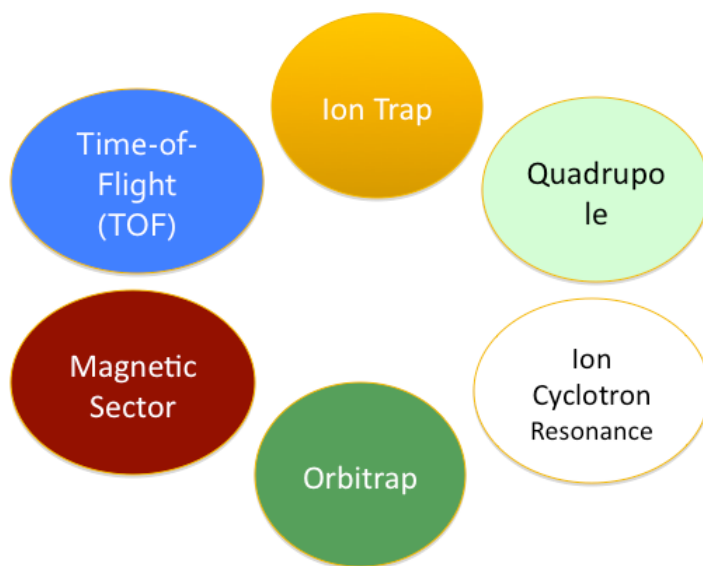 Ion Trap
Time-of-
Flight
(TOF)
Quadrupo
le
Magnetic
Sector
Ion
Cyclotron
Resonance
Orbitrap